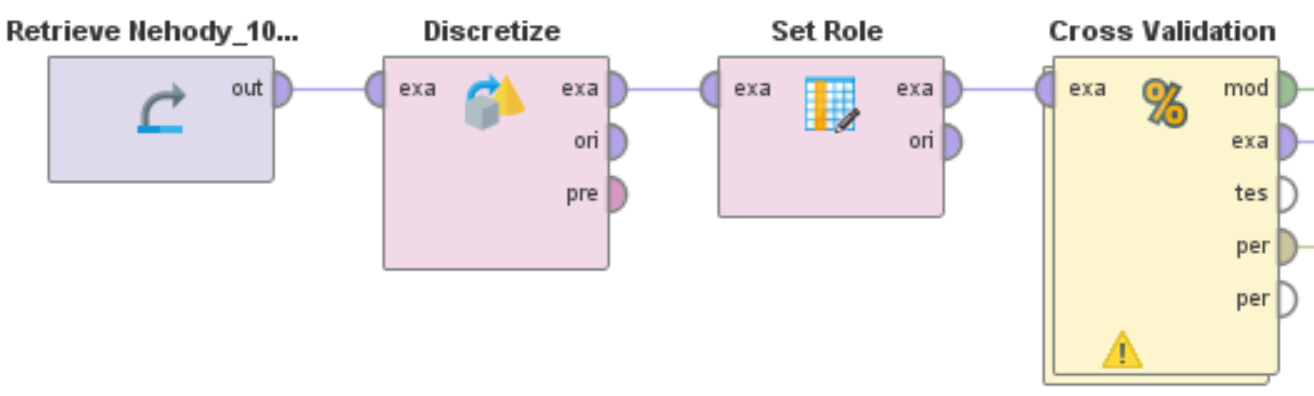 Retrieve Nehody_10...
out
Discretize
exa exa
ori
pre
Set Role
exa exa
ori
Cross Validation
exa % mod
exa
tes
per
per